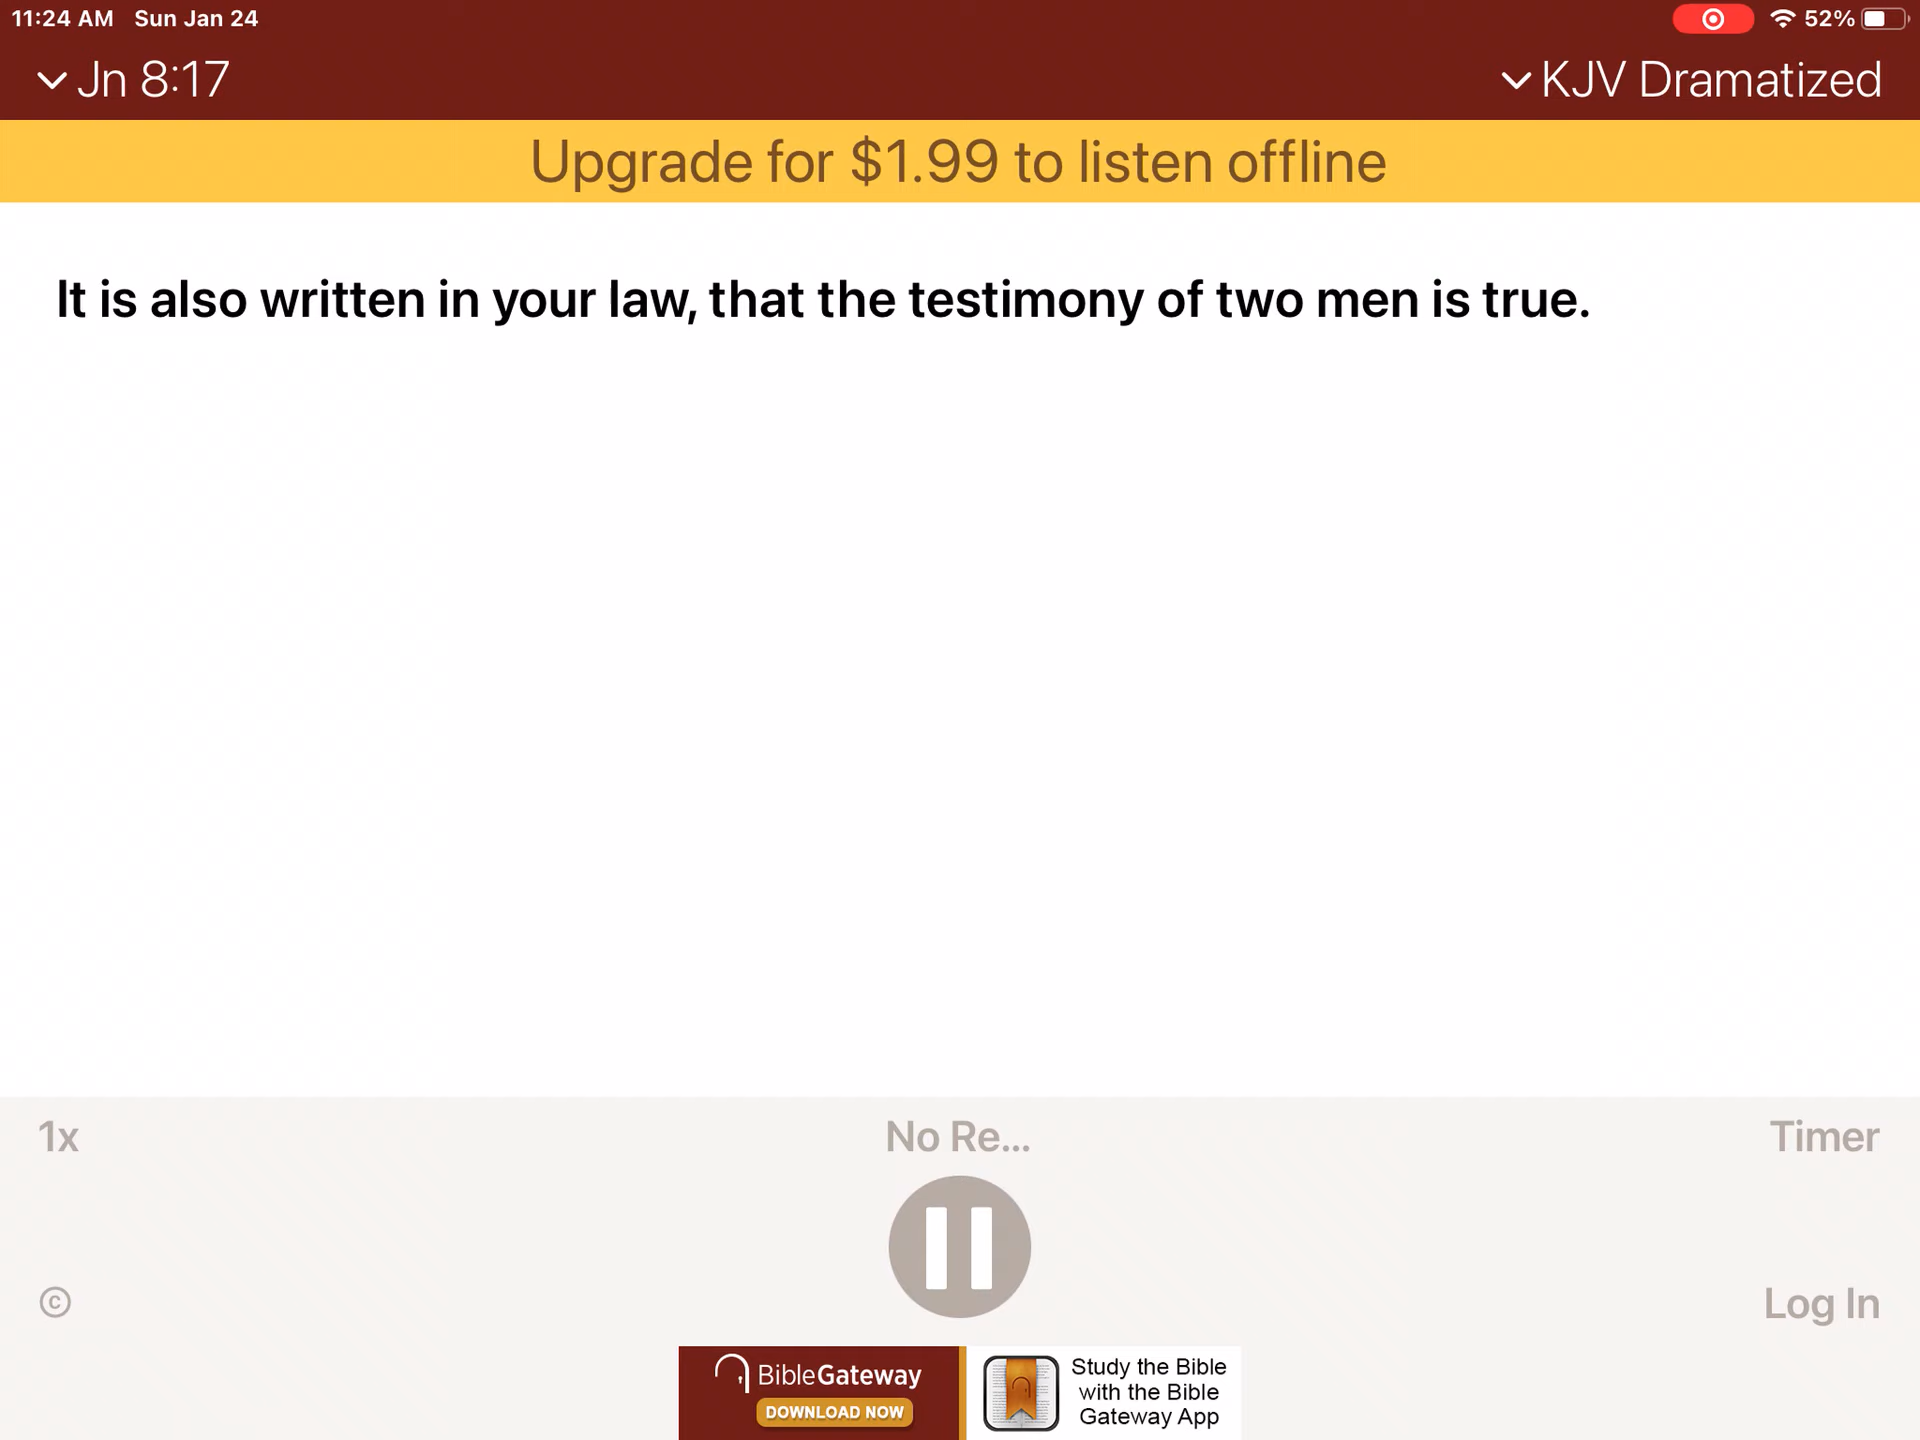 11:24 AM Sun Jan 24
52%
Jn 8:17
KJV Dramatized
Upgrade for $1.99 to listen offline
It is also written in your law, that the testimony of two men is true.
1x
No Re...
Timer
©
Log In
BibleGateway
DOWNLOAD NOW
Study the Bible
with the Bible
Gateway App